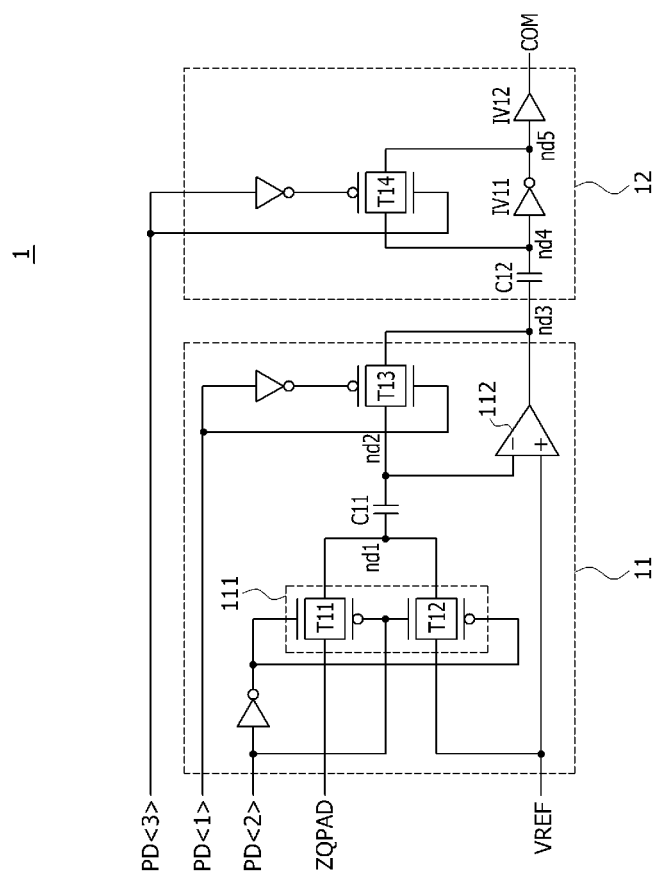 1
PD<3>
PD<1>
PD<2>
ZQPAD
VREF
111
T11
T12
nd1
C11
nd2
T13
112
−
+
11
nd3
C12
nd4
T14
IV11
nd5
IV12
COM
12